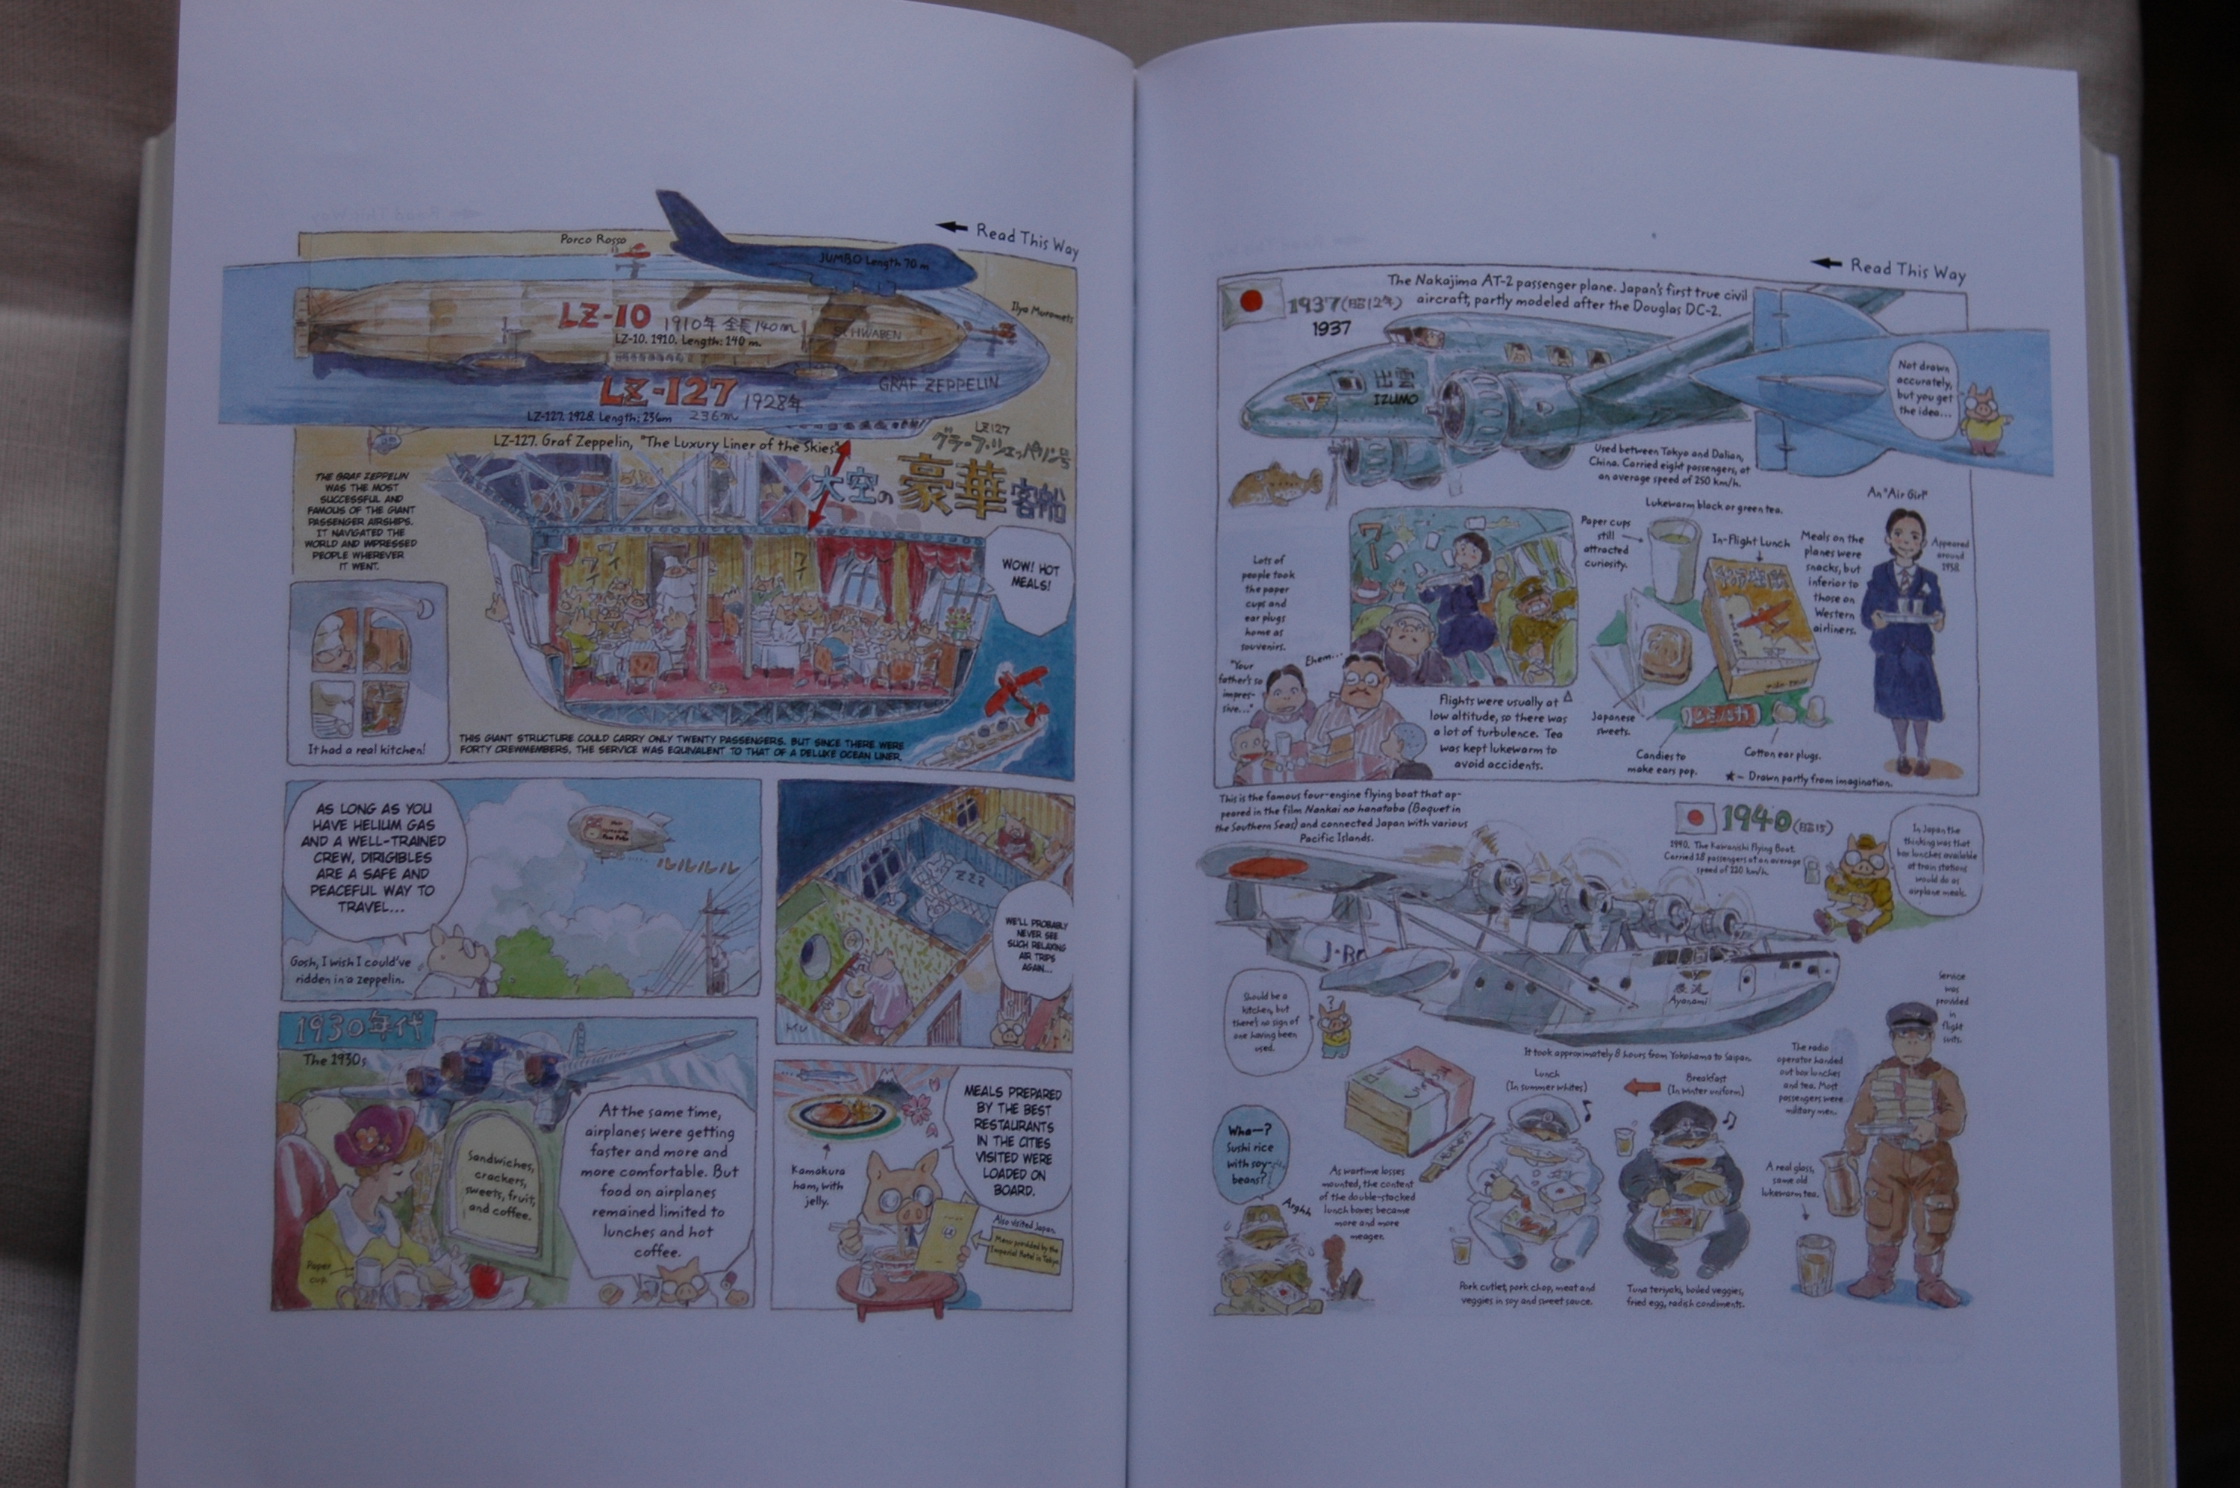 Read This Way
Porco Rosso
JUMBO Length 70 m
Ilya Muromets
LZ-10
1910年 全長140m
SCHWABEN
LZ-10. 1910. Length: 140 m.
LZ-127
1928年
GRAF ZEPPELIN
LZ-127. 1928. Length: 236m
236m
LZ-127. Graf Zeppelin, "The Luxury Liner of the Skies"
LZ127
グラーフ・ツェッペリン号
大空の豪華客船
THE GRAF ZEPPELIN
WAS THE MOST
SUCCESSFUL AND
FAMOUS OF THE GIANT
PASSENGER AIRSHIPS.
IT NAVIGATED THE
WORLD AND IMPRESSED
PEOPLE WHEREVER
IT WENT.
ワイ
ワイ
WOW! HOT
MEALS!
It had a real kitchen!
THIS GIANT STRUCTURE COULD CARRY ONLY TWENTY PASSENGERS. BUT SINCE THERE WERE
FORTY CREWMEMBERS, THE SERVICE WAS EQUIVALENT TO THAT OF A DELUXE OCEAN LINER.
ZZZ
WE'LL PROBABLY
NEVER SEE
SUCH RELAXING
AIR TRIPS
AGAIN...
AS LONG AS YOU
HAVE HELIUM GAS
AND A WELL-TRAINED
CREW, DIRIGIBLES
ARE A SAFE AND
PEACEFUL WAY TO
TRAVEL...
ルルルル
Gosh, I wish I could've
ridden in a zeppelin.
MEALS PREPARED
BY THE BEST
RESTAURANTS
IN THE CITIES
VISITED WERE
LOADED ON
BOARD.
Kamakura
ham, with
jelly.
Also visited Japan.
Menu provided by the
Imperial Hotel in Tokyo.
1930年代
The 1930s
At the same time,
airplanes were getting
faster and more and
more comfortable. But
food on airplanes
remained limited to
lunches and hot
coffee.
Sandwiches,
crackers,
sweets, fruit,
and coffee.
Paper
cup
Read This Way
The Nakajima AT-2 passenger plane. Japan's first true civil
aircraft, partly modeled after the Douglas DC-2.
1937(昭12年)
1937
出雲
IZUMO
Not drawn
accurately,
but you get
the idea...
Used between Tokyo and Dalian,
China. Carried eight passengers, at
an average speed of 250 km/h.
An "Air Girl"
Appeared
around
1938.
Lukewarm black or green tea.
Paper cups
still
attracted
curiosity.
In-Flight Lunch
Meals on the
planes were
snacks, but
inferior to
those on
Western
airliners.
Japanese
sweets.
Candies to
make ears pop.
Cotton ear plugs.
★— Drawn partly from imagination.
ワー
Flights were usually at
low altitude, so there was
a lot of turbulence. Tea
was kept lukewarm to
avoid accidents.
Lots of
people took
the paper
cups and
ear plugs
home as
souvenirs.
"Your
father's so
impres-
sive..."
Ehem...
This is the famous four-engine flying boat that ap-
peared in the film Nankai no hanataba (Boquet in
the Southern Seas) and connected Japan with various
Pacific Islands.
1940(昭15)
1940. The Kawanishi Flying Boat.
Carried 18 passengers at an average
speed of 220 km/h.
In Japan the
thinking was that
box lunches available
at train stations
would do as
airplane meals.
Ayanami
Should be a
kitchen, but
there's no sign of
one having been
used.
?
It took approximately 8 hours from Yokohama to Saipan.
Service
was
provided
in
flight
suits.
The radio
operator handed
out box lunches
and tea. Most
passengers were
military men.
A real glass,
same old
lukewarm tea.
Breakfast
(In winter uniform)
Lunch
(In summer whites)
Tuna teriyaki, boiled veggies,
fried egg, radish condiments.
Pork cutlet, pork chop, meat and
veggies in soy and sweet sauce.
As wartime losses
mounted, the content
of the double-stacked
lunch boxes became
more and more
meager.
Wha—?
Sushi rice
with soy-
beans?
Arghh